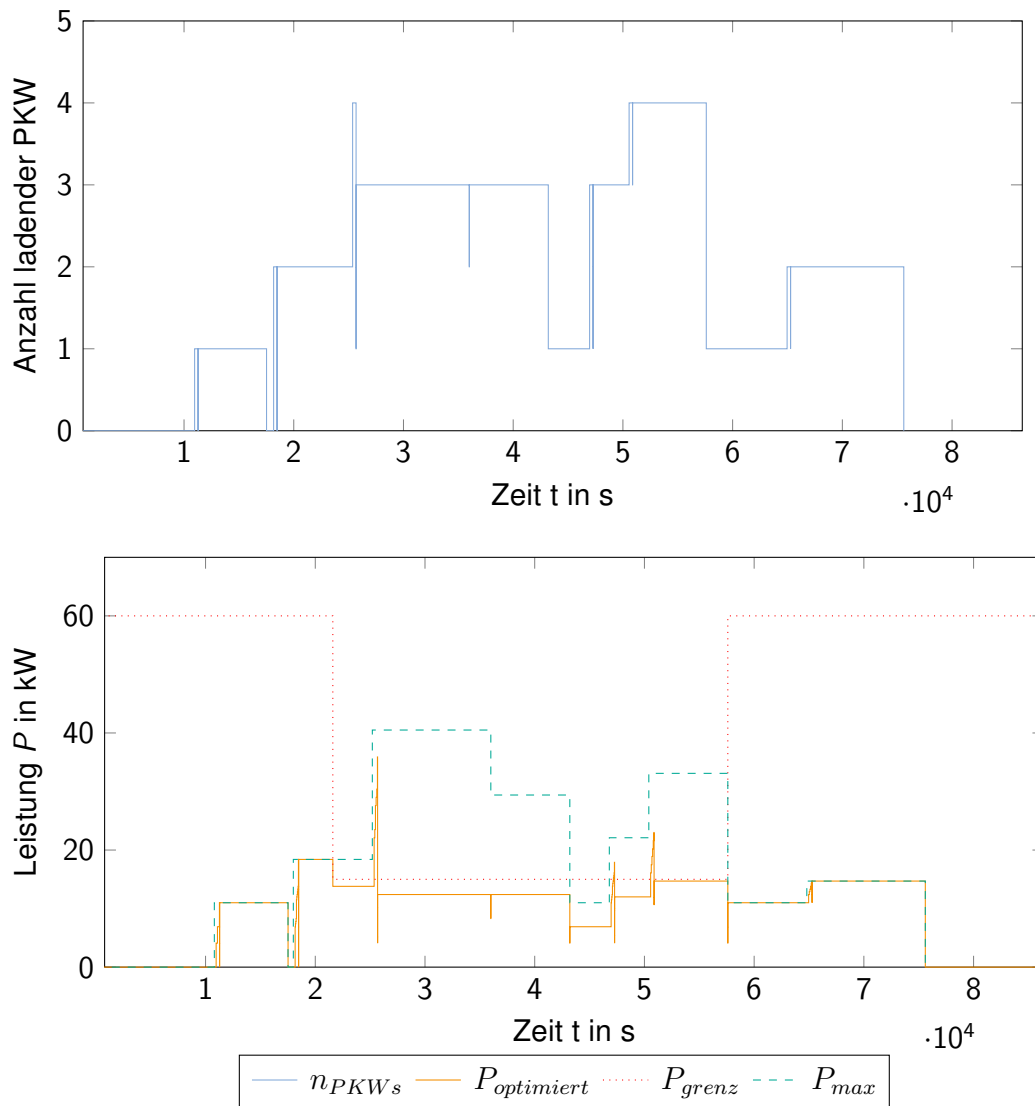 5
4
3
2
1
0
Anzahl ladender PKW
1 2 3 4 5 6 7 8
Zeit t in s
·10^4
60
40
20
0
Leistung P in kW
1 2 3 4 5 6 7 8
Zeit t in s
·10^4
n_PKWs P_optimiert P_grenz P_max